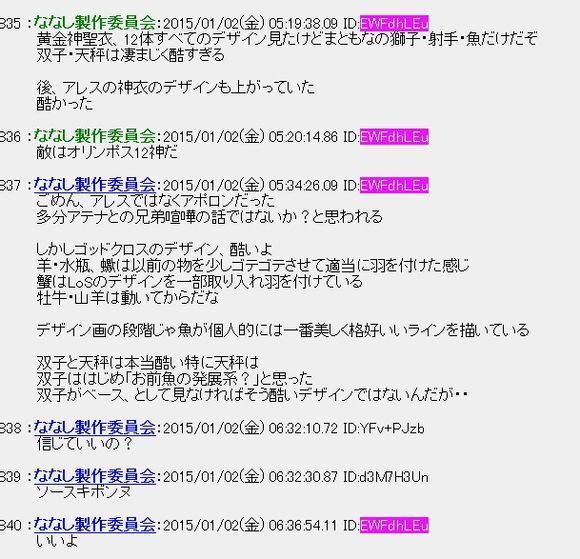 835 ：ななし製作委員会：2015/01/02(金) 05:19:38.09 ID:EWFdhLEu
黄金神聖衣、12体すべてのデザイン見たけどまともなの獅子・射手・魚だけだぞ
双子・天秤は凄まじく酷すぎる
後、アレスの神衣のデザインも上がっていた
酷かった
836 ：ななし製作委員会：2015/01/02(金) 05:20:14.86 ID:EWFdhLEu
敵はオリンポス12神だ
837 ：ななし製作委員会：2015/01/02(金) 05:34:26.09 ID:EWFdhLEu
ごめん、アレスではなくアポロンだった
多分アテナとの兄弟喧嘩の話ではないか？と思われる
しかしゴッドクロスのデザイン、酷いよ
羊・水瓶、蠍は以前の物を少しゴテゴテさせて適当に羽を付けた感じ
蟹はLoSのデザインを一部取り入れ羽を付けている
牡牛・山羊は動いてからだな
デザイン画の段階じゃ魚が個人的には一番美しく格好いいラインを描いている
双子と天秤は本当酷い特に天秤は
双子ははじめ「お前魚の発展系？」と思った
双子がベース、として見なければそう酷いデザインではないんだが・・
838 ：ななし製作委員会：2015/01/02(金) 06:32:10.72 ID:YFv+PJzb
信じていいの？
839 ：ななし製作委員会：2015/01/02(金) 06:32:30.87 ID:d3M7H3Un
ソースキボンヌ
840 ：ななし製作委員会：2015/01/02(金) 06:36:54.11 ID:EWFdhLEu
いいよ